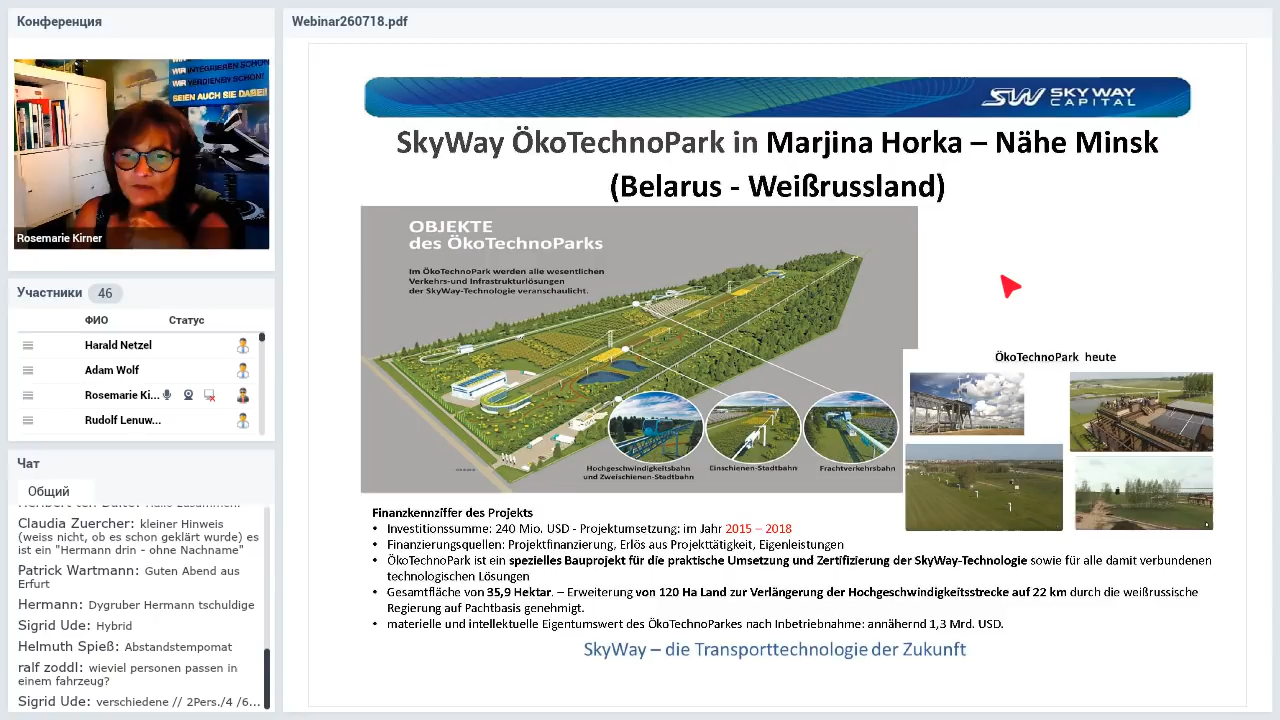 Конференция
WIR INTEGRIEREN SCHON!
WIR VERDIENEN SCHON!
SEIEN AUCH SIE DABEI!
Rosemarie Kirner
Участники 46
ФИО Статус
Harald Netzel
Adam Wolf
Rosemarie Ki...
Rudolf Lenuw...
Чат
Общий
Claudia Zuercher: kleiner Hinweis
(weiss nicht, ob es schon geklärt wurde) es
ist ein "Hermann drin - ohne Nachname"
Patrick Wartmann: Guten Abend aus
Erfurt
Hermann: Dygruber Hermann tschuldige
Sigrid Ude: Hybrid
Helmuth Spieß: Abstandstempomat
ralf zoddl: wieviel personen passen in
einem fahrzeug?
Sigrid Ude: verschiedene // 2Pers./4 /6...
Webinar260718.pdf
SW SKY WAY
CAPITAL
SkyWay ÖkoTechnoPark in Marjina Horka – Nähe Minsk
(Belarus - Weißrussland)
OBJEKTE
des ÖkoTechnoParks
Im ÖkoTechnoPark werden alle wesentlichen
Verkehrs-und Infrastrukturlösungen
der SkyWay-Technologie veranschaulicht.
Hochgeschwindigkeitsbahn
und Zweischienen-Stadtbahn
Einschienen-Stadtbahn
Frachtverkehrsbahn
ÖkoTechnoPark heute
Finanzkennziffer des Projekts
• Investitionssumme: 240 Mio. USD - Projektumsetzung: im Jahr 2015 – 2018
• Finanzierungsquellen: Projektfinanzierung, Erlös aus Projekttätigkeit, Eigenleistungen
• ÖkoTechnoPark ist ein spezielles Bauprojekt für die praktische Umsetzung und Zertifizierung der SkyWay-Technologie sowie für alle damit verbundenen
technologischen Lösungen
• Gesamtfläche von 35,9 Hektar. – Erweiterung von 120 Ha Land zur Verlängerung der Hochgeschwindigkeitsstrecke auf 22 km durch die weißrussische
Regierung auf Pachtbasis genehmigt.
• materielle und intellektuelle Eigentumswert des ÖkoTechnoParkes nach Inbetriebnahme: annähernd 1,3 Mrd. USD.
SkyWay – die Transporttechnologie der Zukunft